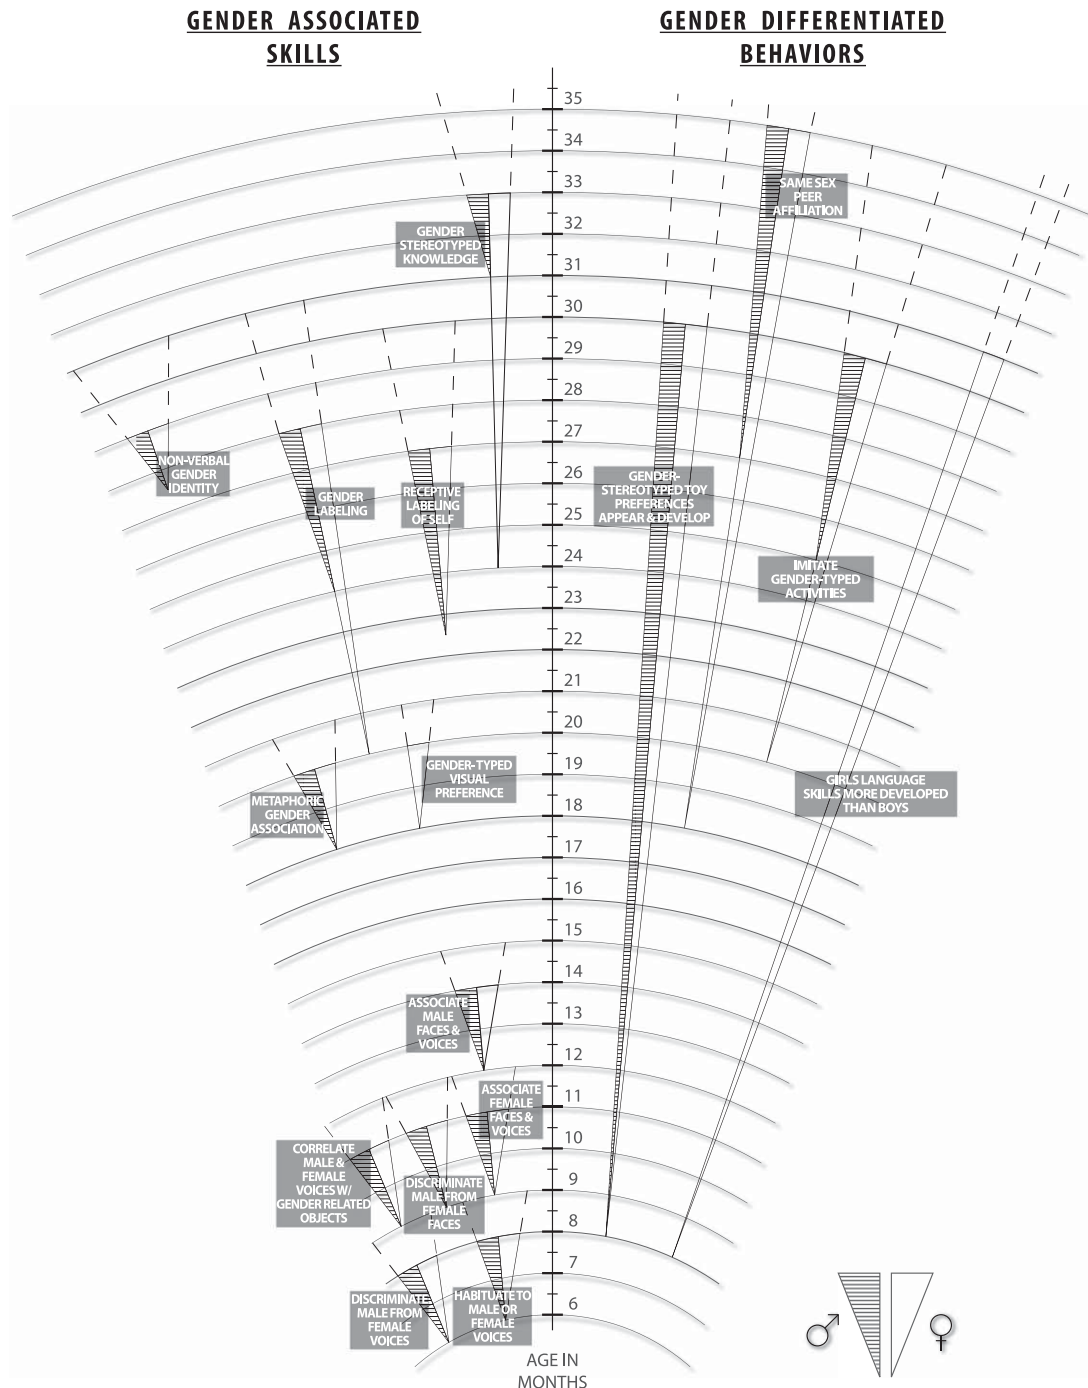 GENDER ASSOCIATED
SKILLS
GENDER DIFFERENTIATED
BEHAVIORS
35
34
33
32
31
30
29
28
27
26
25
24
23
22
21
20
19
18
17
16
15
14
13
12
11
10
9
8
7
6
AGE IN
MONTHS
GENDER
STEREOTYPED
KNOWLEDGE
NON-VERBAL
GENDER
IDENTITY
GENDER
LABELING
RECEPTIVE
LABELING
OF SELF
METAPHORIC
GENDER
ASSOCIATION
GENDER-TYPED
VISUAL
PREFERENCE
ASSOCIATE
MALE
FACES &
VOICES
ASSOCIATE
FEMALE
FACES &
VOICES
CORRELATE
MALE &
FEMALE
VOICES W/
GENDER RELATED
OBJECTS
DISCRIMINATE
MALE FROM
FEMALE
FACES
DISCRIMINATE
MALE FROM
FEMALE
VOICES
HABITUATE TO
MALE OR
FEMALE
VOICES
SAME SEX
PEER
AFFILIATION
GENDER-
STEREOTYPED TOY
PREFERENCES
APPEAR & DEVELOP
IMITATE
GENDER-TYPED
ACTIVITIES
GIRLS LANGUAGE
SKILLS MORE DEVELOPED
THAN BOYS
♂
♀